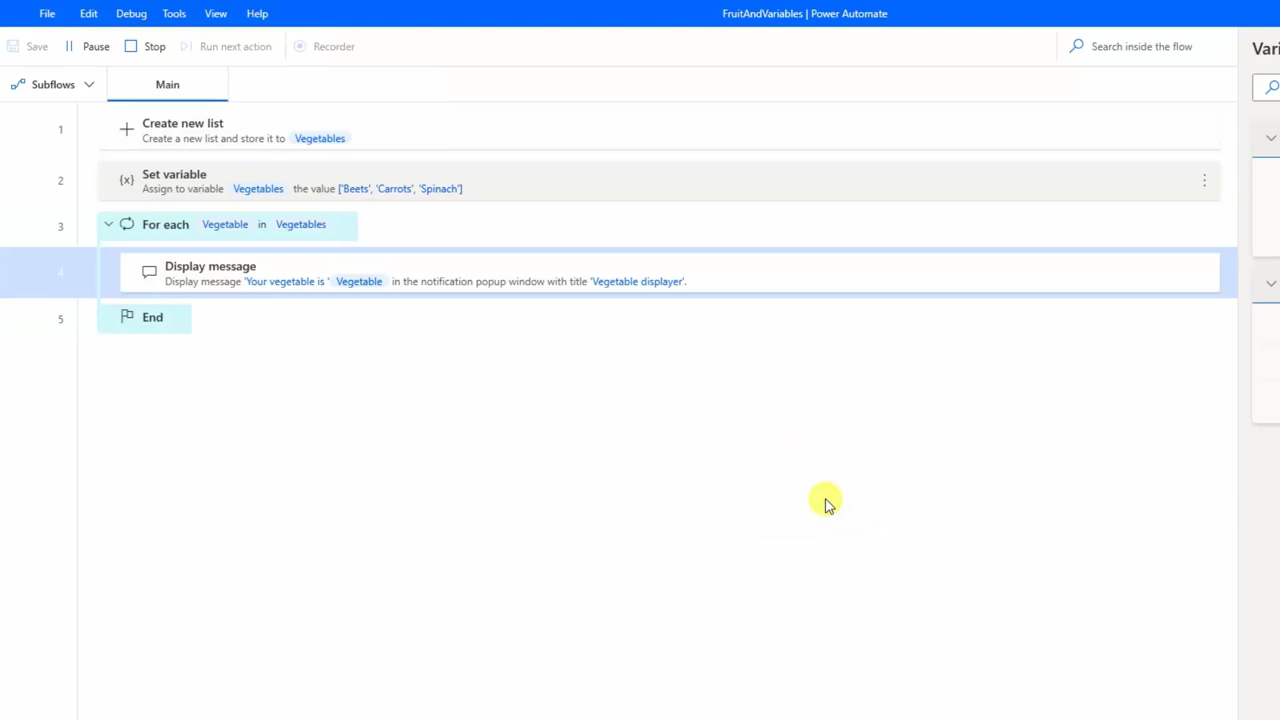 File Edit Debug Tools View Help FruitAndVariables | Power Automate
Save Pause Stop Run next action Recorder Search inside the flow
Vari
Subflows Main
1 Create new list
Create a new list and store it to Vegetables
2 {x} Set variable
Assign to variable Vegetables the value ['Beets', 'Carrots', 'Spinach']
3 For each Vegetable in Vegetables
4 Display message
Display message 'Your vegetable is ' Vegetable in the notification popup window with title 'Vegetable displayer'.
5 End